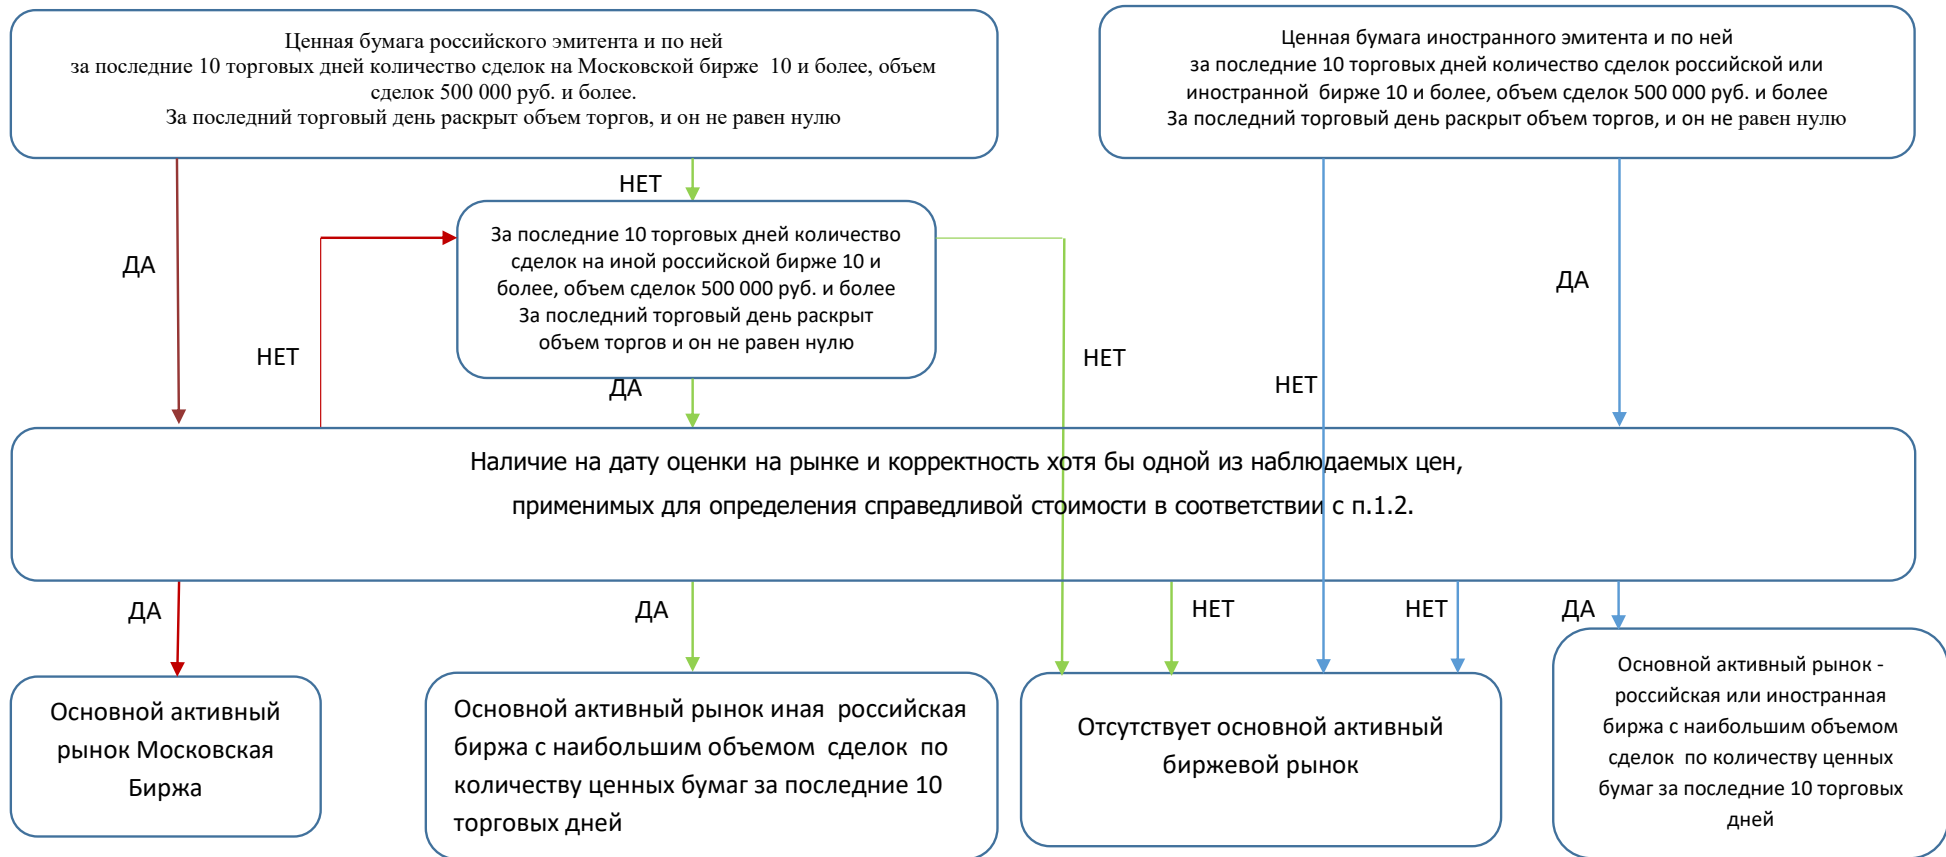 Ценная бумага российского эмитента и по ней
за последние 10 торговых дней количество сделок на Московской бирже 10 и более, объем
сделок 500 000 руб. и более.
За последний торговый день раскрыт объем торгов, и он не равен нулю
Ценная бумага иностранного эмитента и по ней
за последние 10 торговых дней количество сделок российской или
иностранной бирже 10 и более, объем сделок 500 000 руб. и более
За последний торговый день раскрыт объем торгов, и он не равен нулю
НЕТ
ДА
За последние 10 торговых дней количество
сделок на иной российской бирже 10 и
более, объем сделок 500 000 руб. и более
За последний торговый день раскрыт
объем торгов и он не равен нулю
ДА
НЕТ
НЕТ
НЕТ
ДА
Наличие на дату оценки на рынке и корректность хотя бы одной из наблюдаемых цен,
применимых для определения справедливой стоимости в соответствии с п.1.2.
ДА
ДА
НЕТ
НЕТ
ДА
Основной активный
рынок Московская
Биржа
Основной активный рынок иная российская
биржа с наибольшим объемом сделок по
количеству ценных бумаг за последние 10
торговых дней
Отсутствует основной активный
биржевой рынок
Основной активный рынок -
российская или иностранная
биржа с наибольшим объемом
сделок по количеству ценных
бумаг за последние 10 торговых
дней